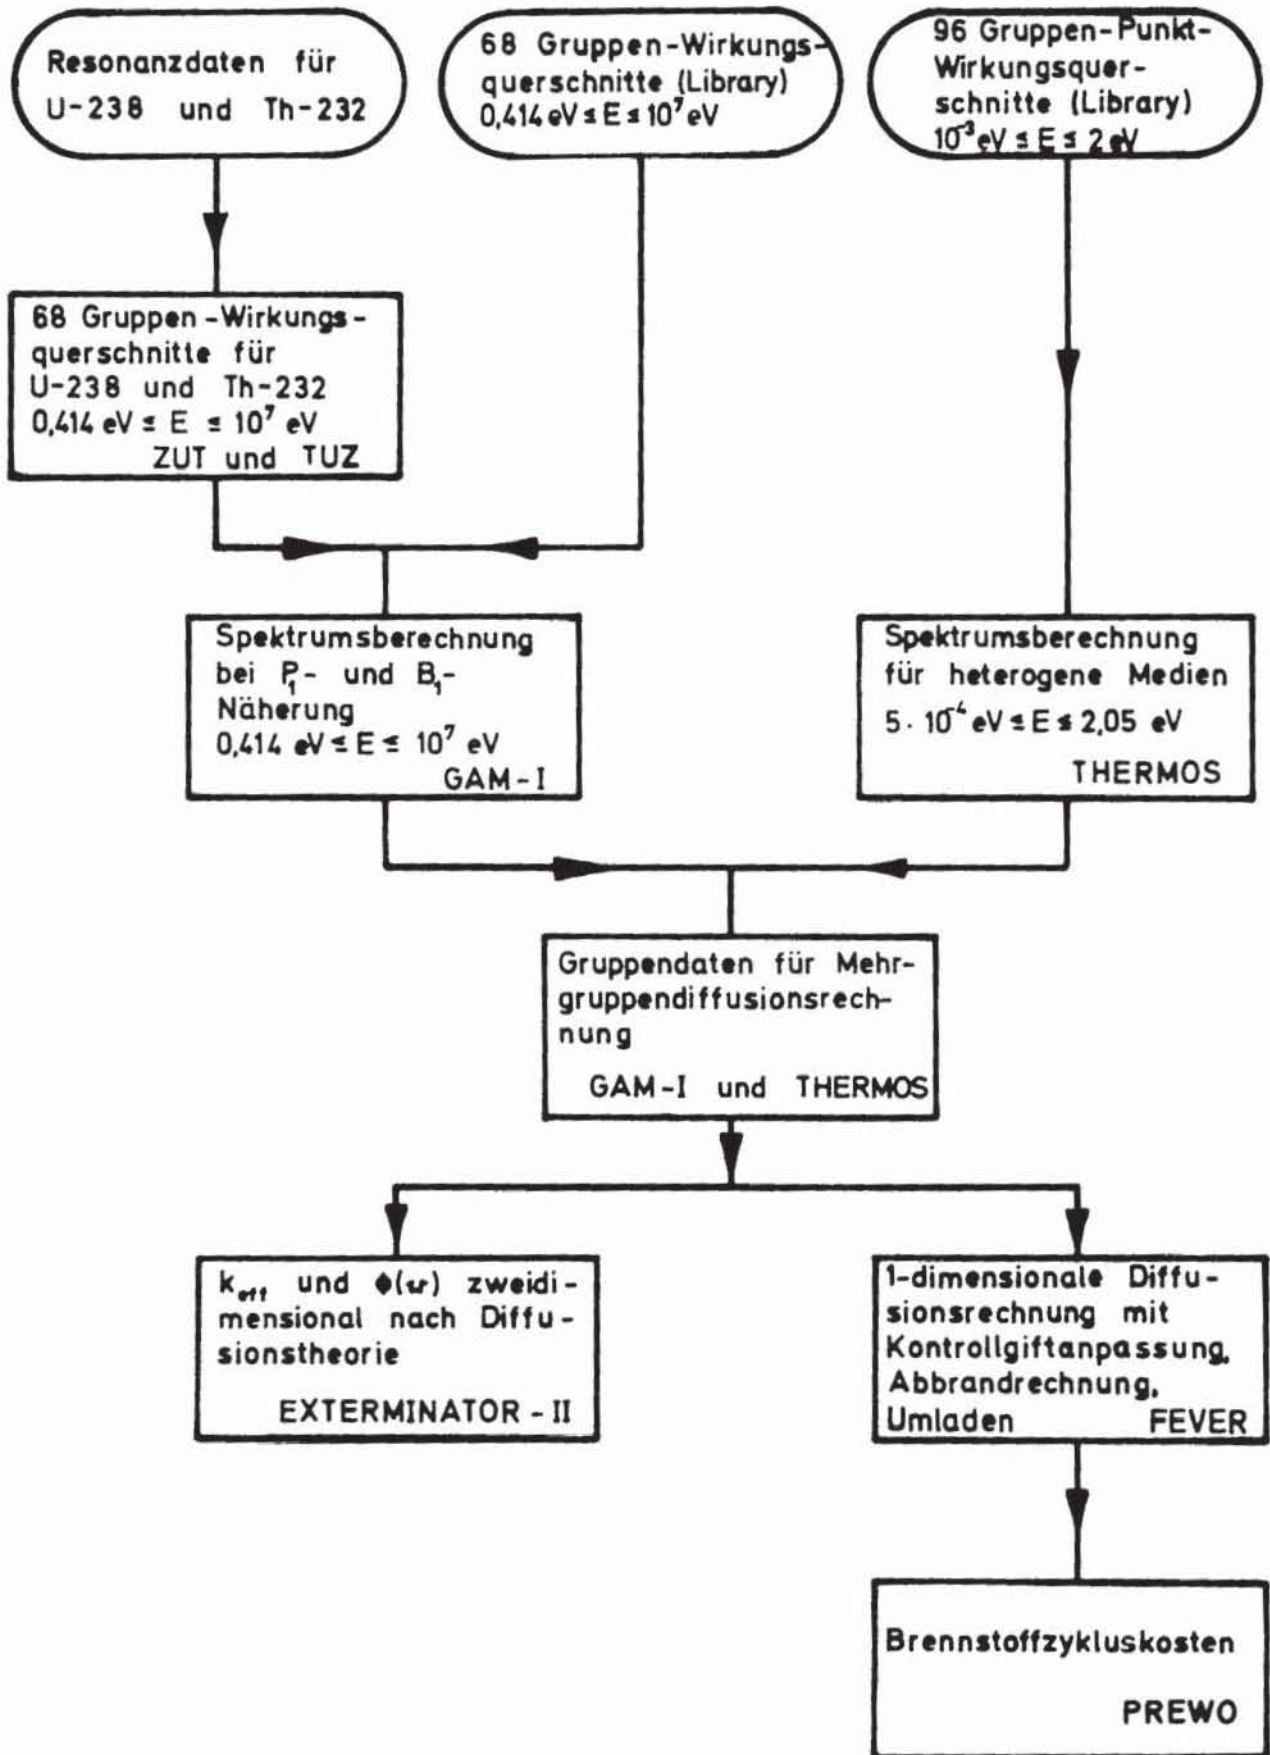 Resonanzdaten für
U-238 und Th-232
68 Gruppen-Wirkungs-
querschnitte (Library)
0,414 eV ≤ E ≤ 10⁷ eV
96 Gruppen-Punkt-
Wirkungsquer-
schnitte (Library)
10⁻³ eV ≤ E ≤ 2 eV
68 Gruppen-Wirkungs-
querschnitte für
U-238 und Th-232
0,414 eV ≤ E ≤ 10⁷ eV
ZUT und TUZ
Spektrumsberechnung
bei P₁- und B₁-
Näherung
0,414 eV ≤ E ≤ 10⁷ eV
GAM-I
Spektrumsberechnung
für heterogene Medien
5 · 10⁻⁴ eV ≤ E ≤ 2,05 eV
THERMOS
Gruppendaten für Mehr-
gruppendiffusionsrech-
nung
GAM-I und THERMOS
k_eff und ϕ(𝔯) zweidi-
mensional nach Diffu-
sionstheorie
EXTERMINATOR-II
1-dimensionale Diffu-
sionsrechnung mit
Kontrollgiftanpassung,
Abbrandrechnung,
Umladen FEVER
Brennstoffzykluskosten
PREWO